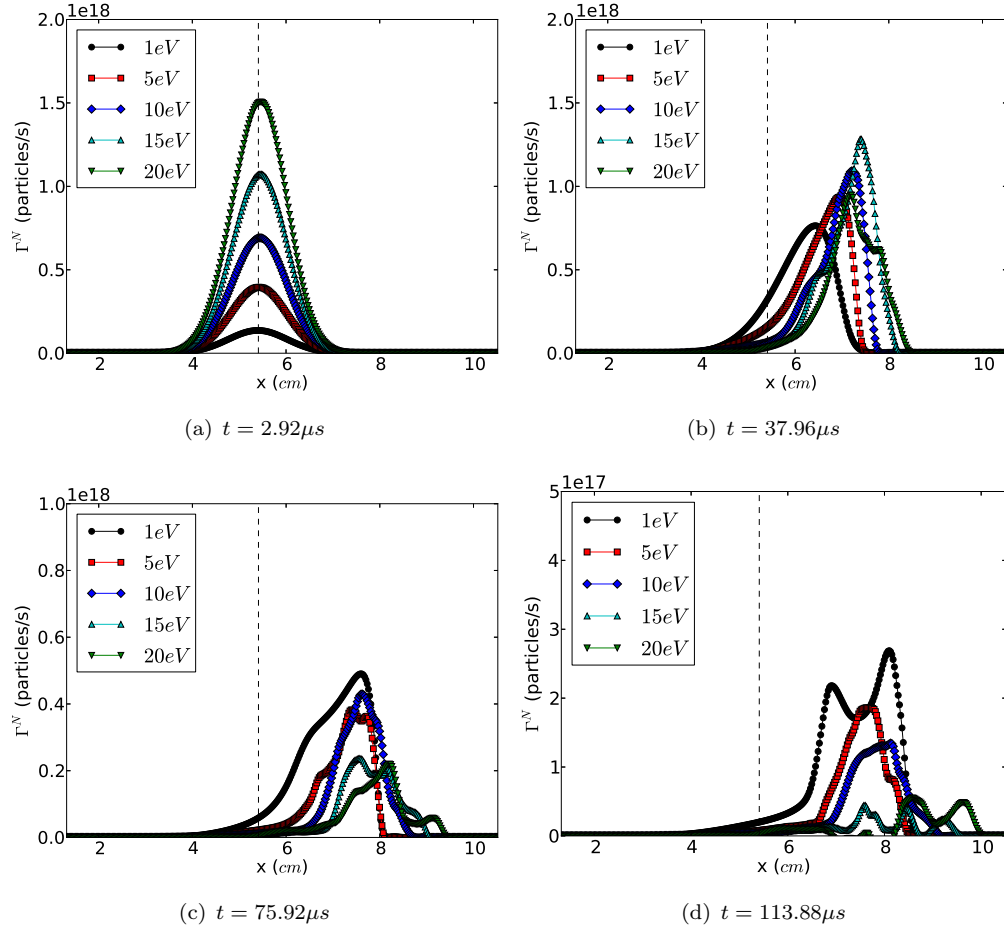 1e18
2.0
1.5
1.0
0.5
0.0
Γ^N (particles/s)
1eV
5eV
10eV
15eV
20eV
2 4 6 8 10
x (cm)
(a) t = 2.92μs
1e18
2.0
1.5
1.0
0.5
0.0
Γ^N (particles/s)
1eV
5eV
10eV
15eV
20eV
2 4 6 8 10
x (cm)
(b) t = 37.96μs
1e18
1.0
0.8
0.6
0.4
0.2
0.0
Γ^N (particles/s)
1eV
5eV
10eV
15eV
20eV
2 4 6 8 10
x (cm)
(c) t = 75.92μs
1e17
5
4
3
2
1
0
Γ^N (particles/s)
1eV
5eV
10eV
15eV
20eV
2 4 6 8 10
x (cm)
(d) t = 113.88μs